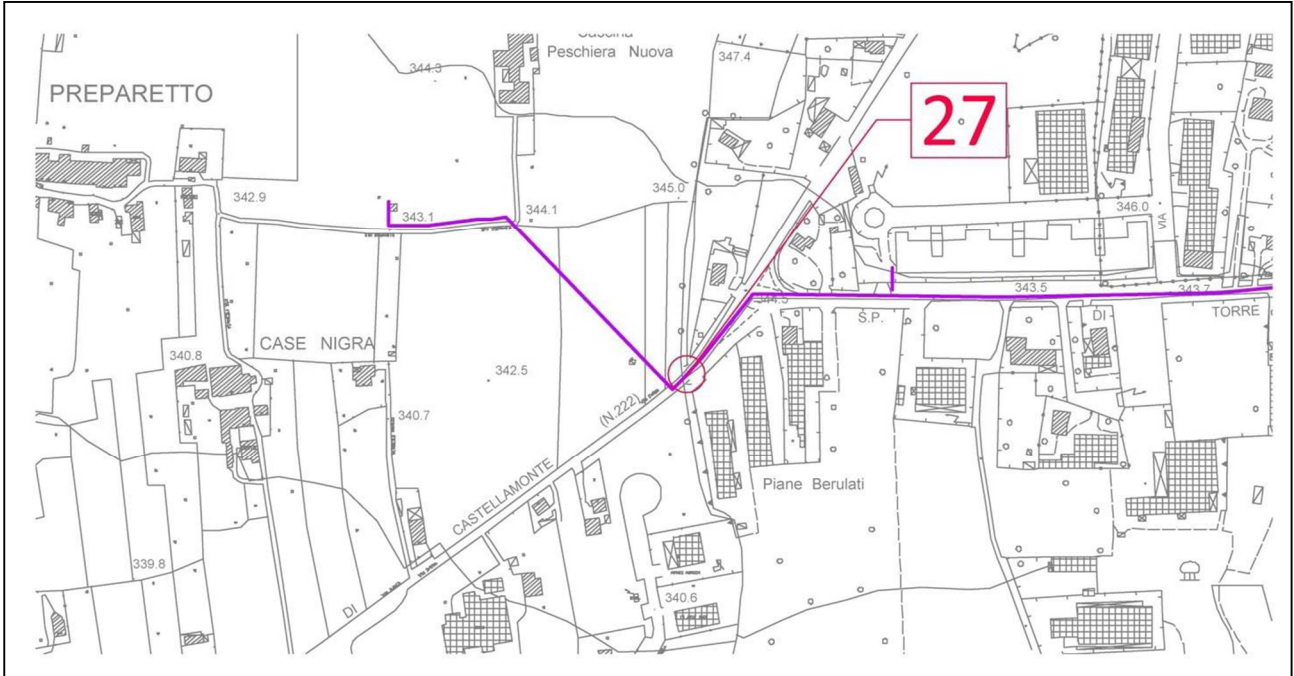 Peschiera Nuova
347.4
344.3
PREPARETTO
27
345.0
342.9
343.1
344.1
346.0
VIA
343.5
343.7
344.5
S.P.
DI
TORRE
CASE NIGRA
340.8
342.5
(N.222)
340.7
CASTELLAMONTE
Piane Berulati
339.8
DI
340.6